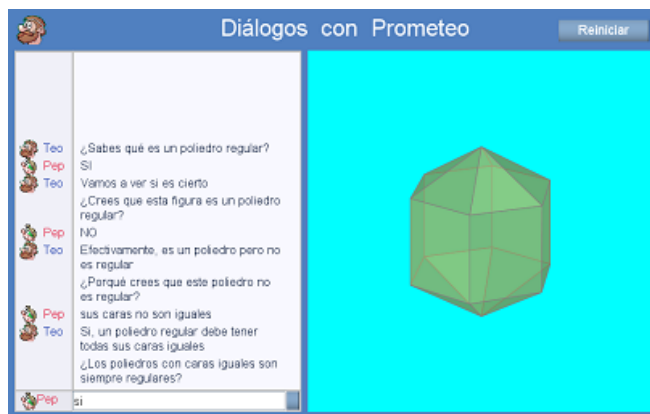 Diálogos con Prometeo
Reiniciar
Teo ¿Sabes qué es un poliedro regular?
Pep SI
Teo Vamos a ver si es cierto
¿Crees que esta figura es un poliedro
regular?
Pep NO
Teo Efectivamente, es un poliedro pero no
es regular
¿Porqué crees que este poliedro no
es regular?
Pep sus caras no son iguales
Teo Si, un poliedro regular debe tener
todas sus caras iguales
¿Los poliedros con caras iguales son
siempre regulares?
Pep si